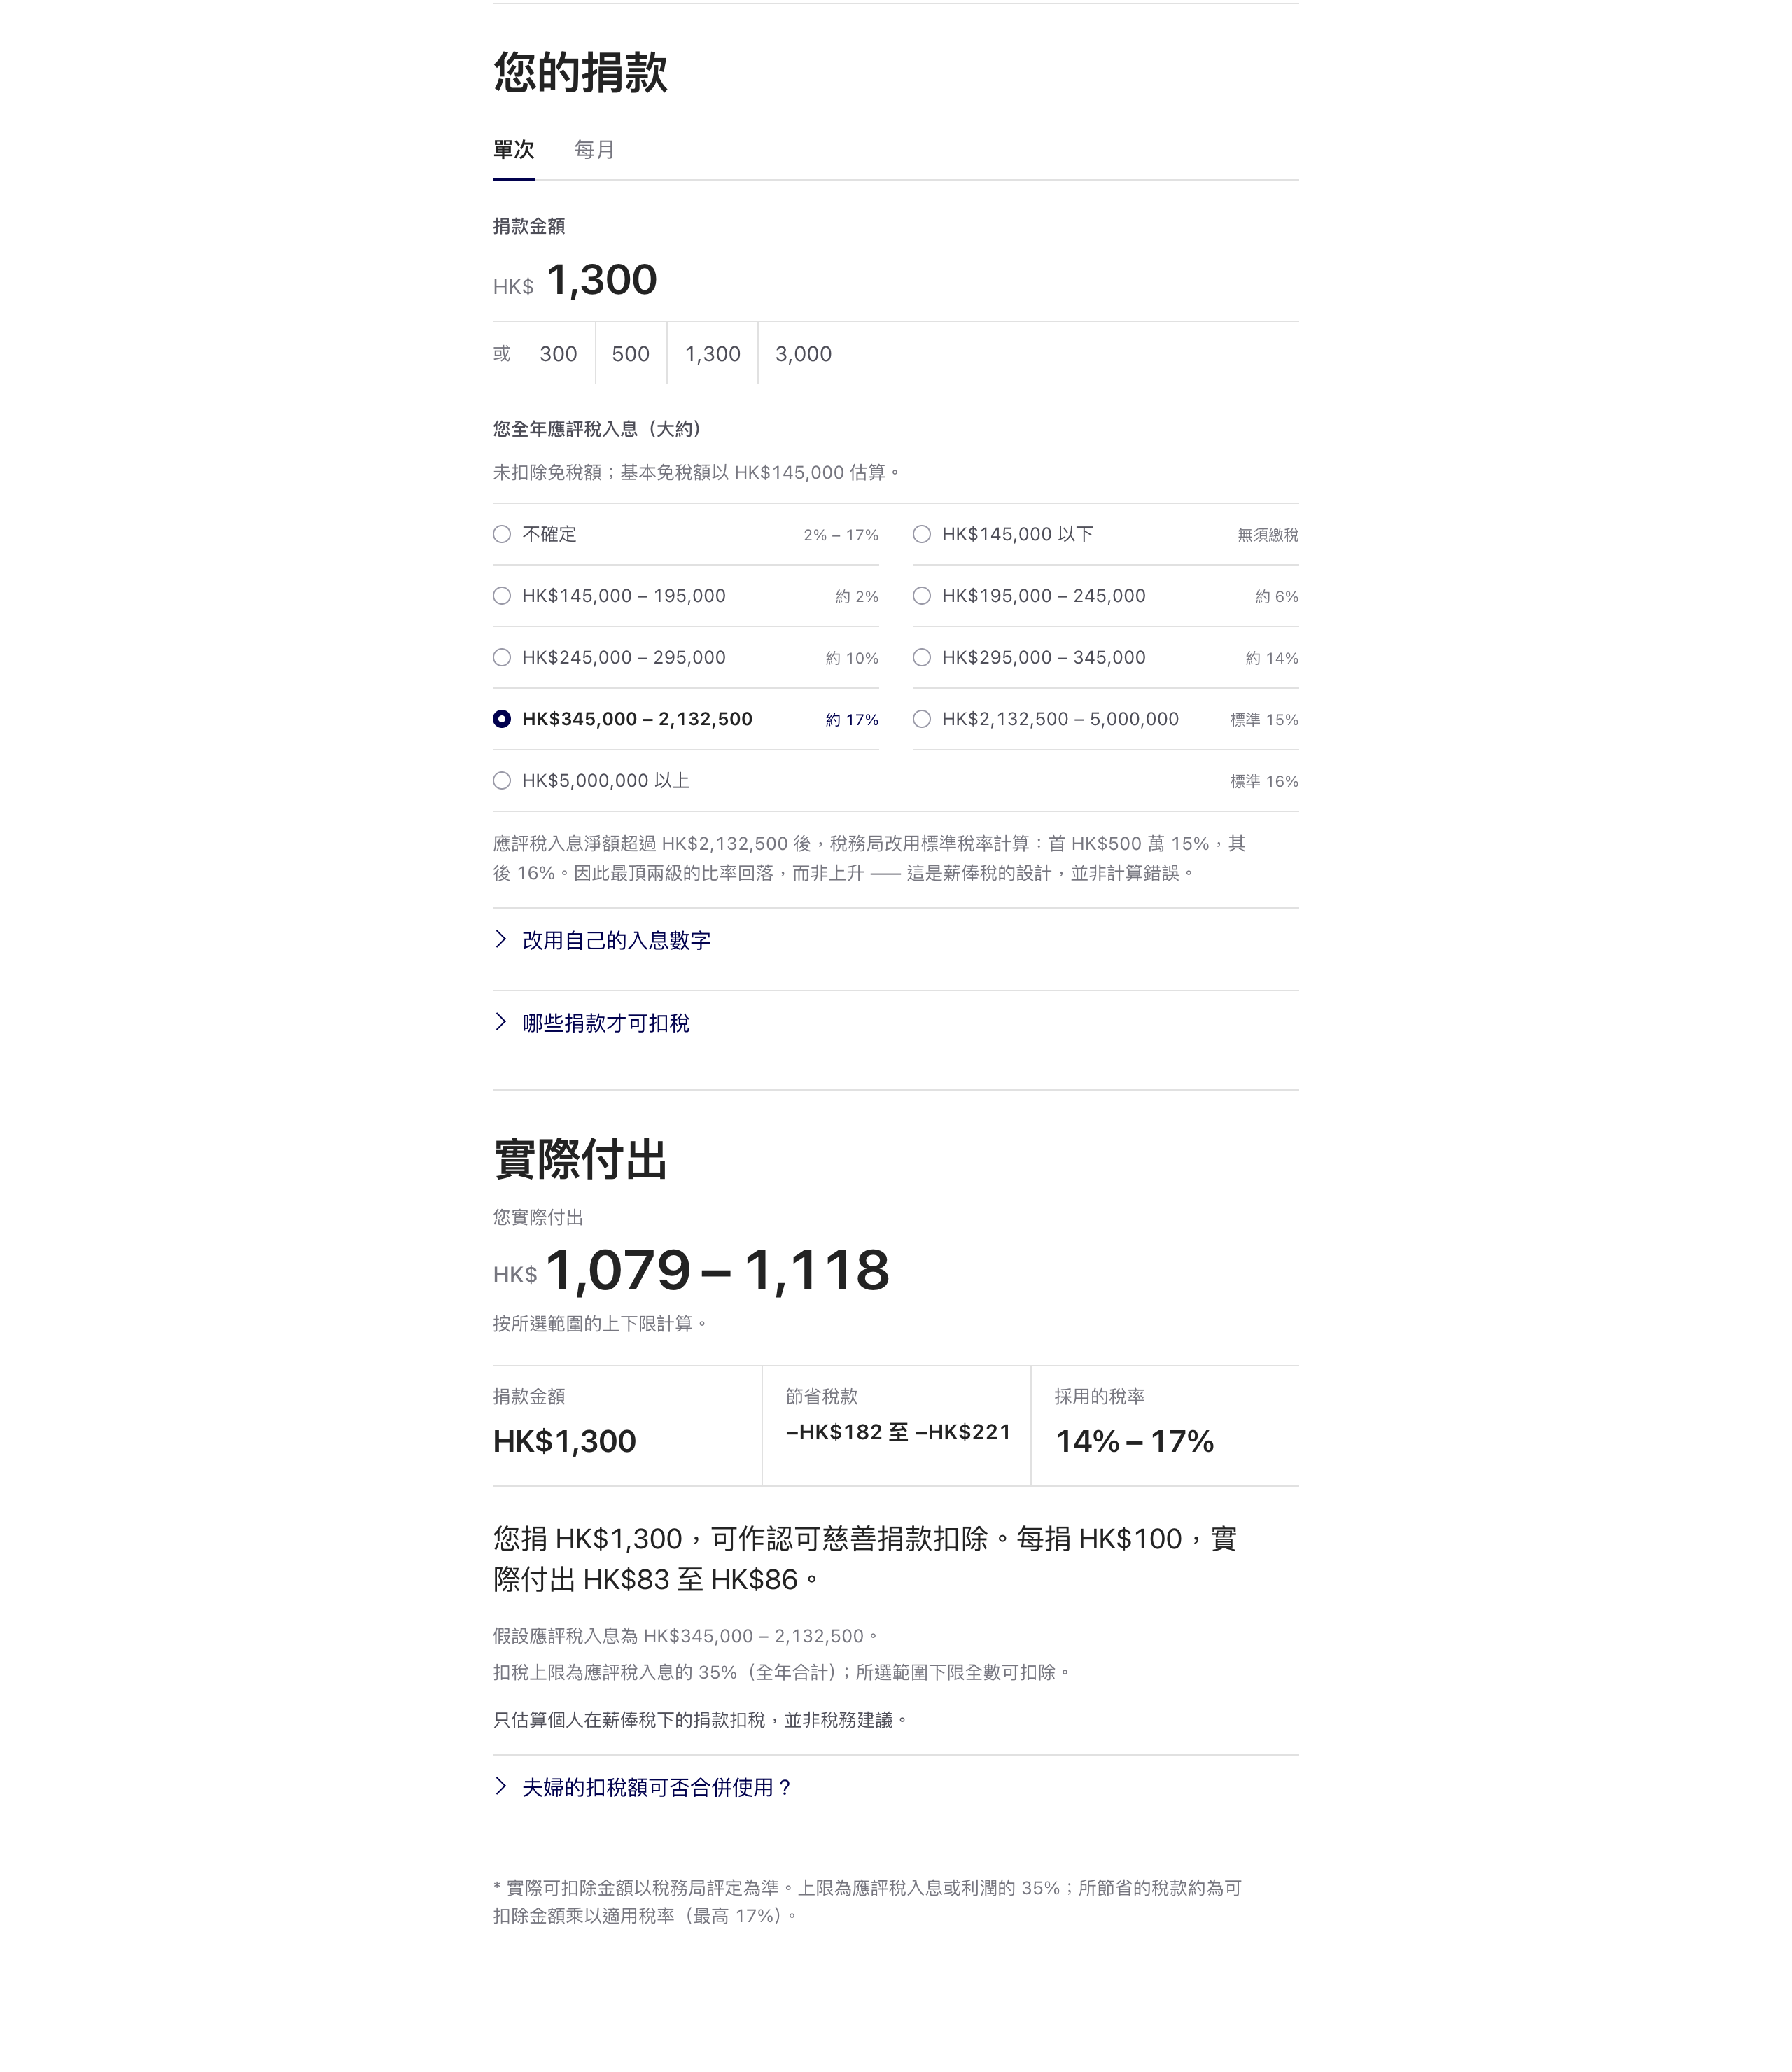 您的捐款
單次 每月
捐款金額
HK$ 1,300
或 300 500 1,300 3,000
您全年應評稅入息（大約）
未扣除免稅額；基本免稅額以 HK$145,000 估算。
不確定 2% – 17% HK$145,000 以下 無須繳稅
HK$145,000 – 195,000 約 2% HK$195,000 – 245,000 約 6%
HK$245,000 – 295,000 約 10% HK$295,000 – 345,000 約 14%
HK$345,000 – 2,132,500 約 17% HK$2,132,500 – 5,000,000 標準 15%
HK$5,000,000 以上 標準 16%
應評稅入息淨額超過 HK$2,132,500 後，稅務局改用標準稅率計算：首 HK$500 萬 15%，其
後 16%。因此最頂兩級的比率回落，而非上升 —— 這是薪俸稅的設計，並非計算錯誤。
改用自己的入息數字
哪些捐款才可扣稅
實際付出
您實際付出
HK$ 1,079 – 1,118
按所選範圍的上下限計算。
捐款金額 節省稅款 採用的稅率
HK$1,300 –HK$182 至 –HK$221 14% – 17%
您捐 HK$1,300，可作認可慈善捐款扣除。每捐 HK$100，實
際付出 HK$83 至 HK$86。
假設應評稅入息為 HK$345,000 – 2,132,500。
扣稅上限為應評稅入息的 35%（全年合計）；所選範圍下限全數可扣除。
只估算個人在薪俸稅下的捐款扣稅，並非稅務建議。
夫婦的扣稅額可否合併使用？
* 實際可扣除金額以稅務局評定為準。上限為應評稅入息或利潤的 35%；所節省的稅款約為可
扣除金額乘以適用稅率（最高 17%）。